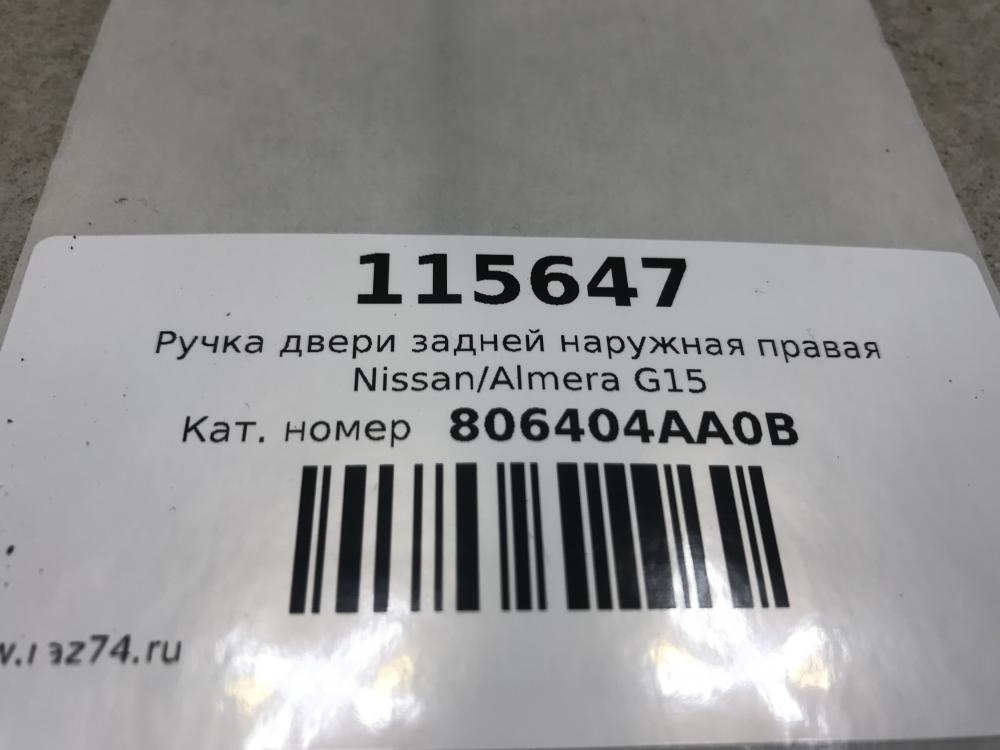 115647
Ручка двери задней наружная правая
Nissan/Almera G15
Кат. номер 806404AA0B